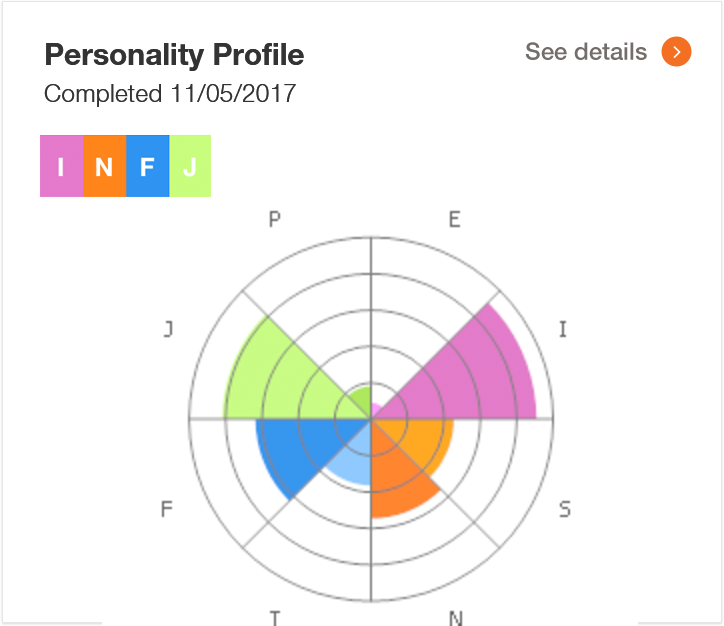 Personality Profile
See details
Completed 11/05/2017
I N F J
P
E
J
I
F
S
T
N